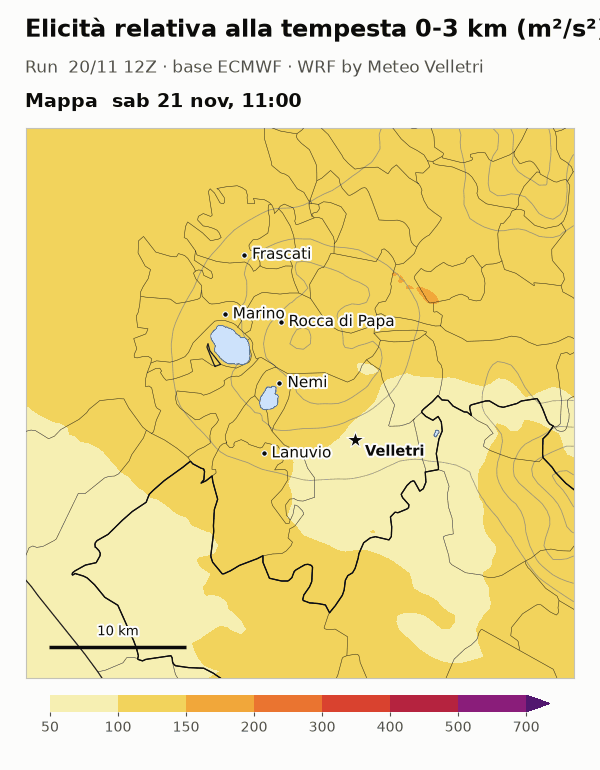 Elicità relativa alla tempesta 0-3 km (m²/s²)
Run 20/11 12Z · base ECMWF · WRF by Meteo Velletri
Mappa sab 21 nov, 11:00
Frascati
Marino
Rocca di Papa
Nemi
Lanuvio
Velletri
10 km
50 100 150 200 300 400 500 700